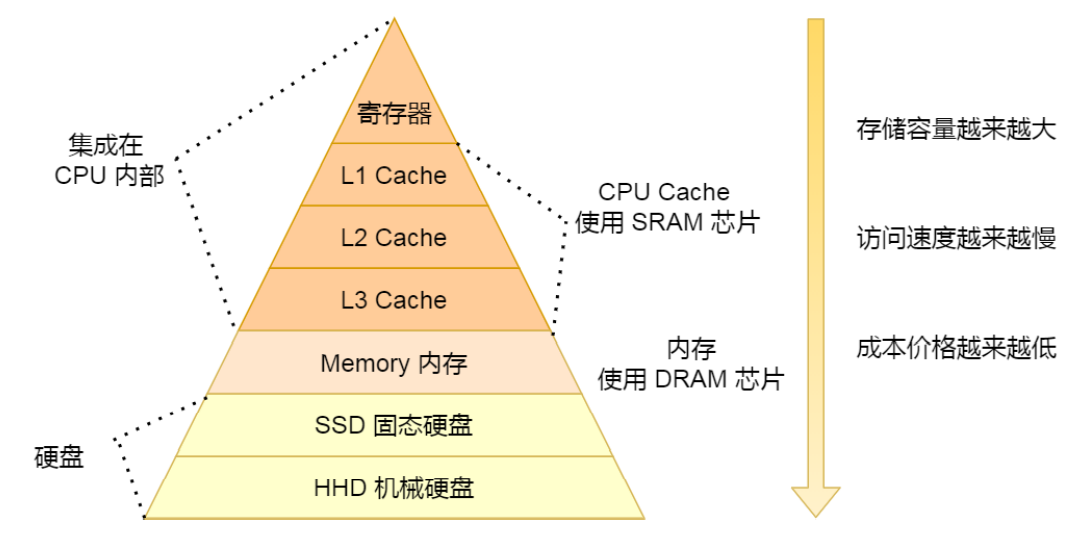 寄存器
集成在
CPU 内部
L1 Cache
L2 Cache
L3 Cache
CPU Cache
使用 SRAM 芯片
Memory 内存
内存
使用 DRAM 芯片
SSD 固态硬盘
HHD 机械硬盘
硬盘
存储容量越来越大
访问速度越来越慢
成本价格越来越低